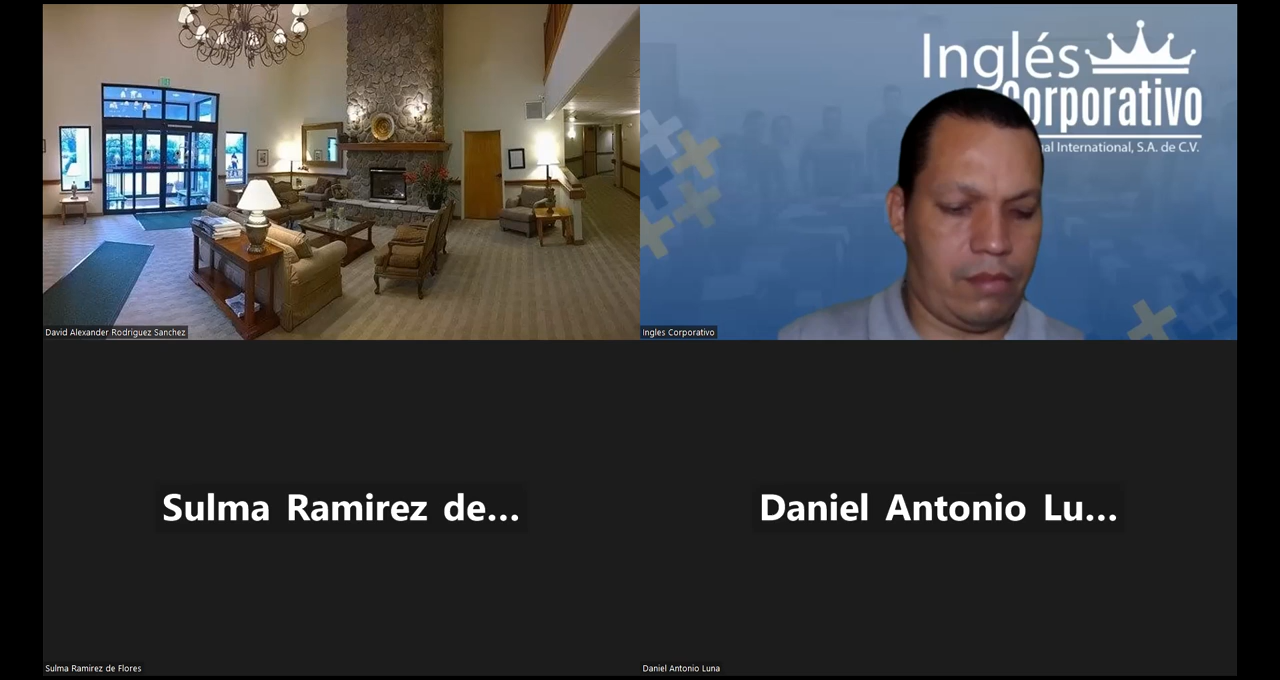 Inglés
Corporativo
al International, S.A. de C.V.
David Alexander Rodriguez Sanchez
Ingles Corporativo
Sulma Ramirez de...
Daniel Antonio Lu...
Sulma Ramirez de Flores
Daniel Antonio Luna